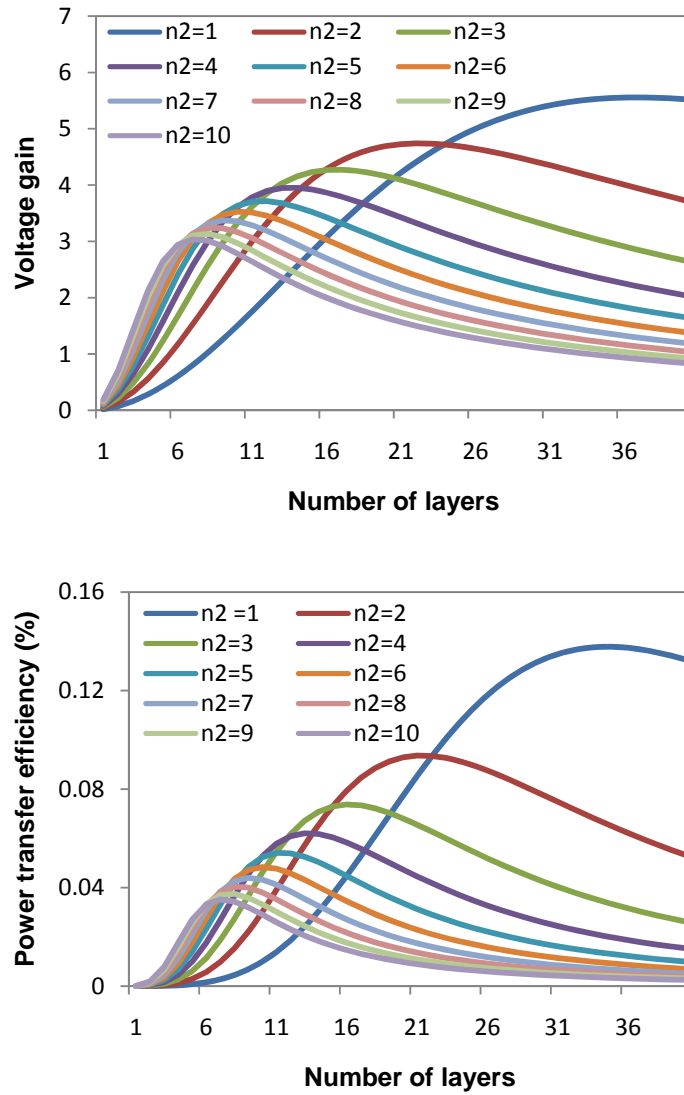 7
6
5
4
3
2
1
0
Voltage gain
n2=1 n2=2 n2=3
n2=4 n2=5 n2=6
n2=7 n2=8 n2=9
n2=10
1 6 11 16 21 26 31 36
Number of layers
0.16
0.12
0.08
0.04
0
Power transfer efficiency (%)
n2 =1 n2=2
n2=3 n2=4
n2=5 n2=6
n2=7 n2=8
n2=9 n2=10
1 6 11 16 21 26 31 36
Number of layers